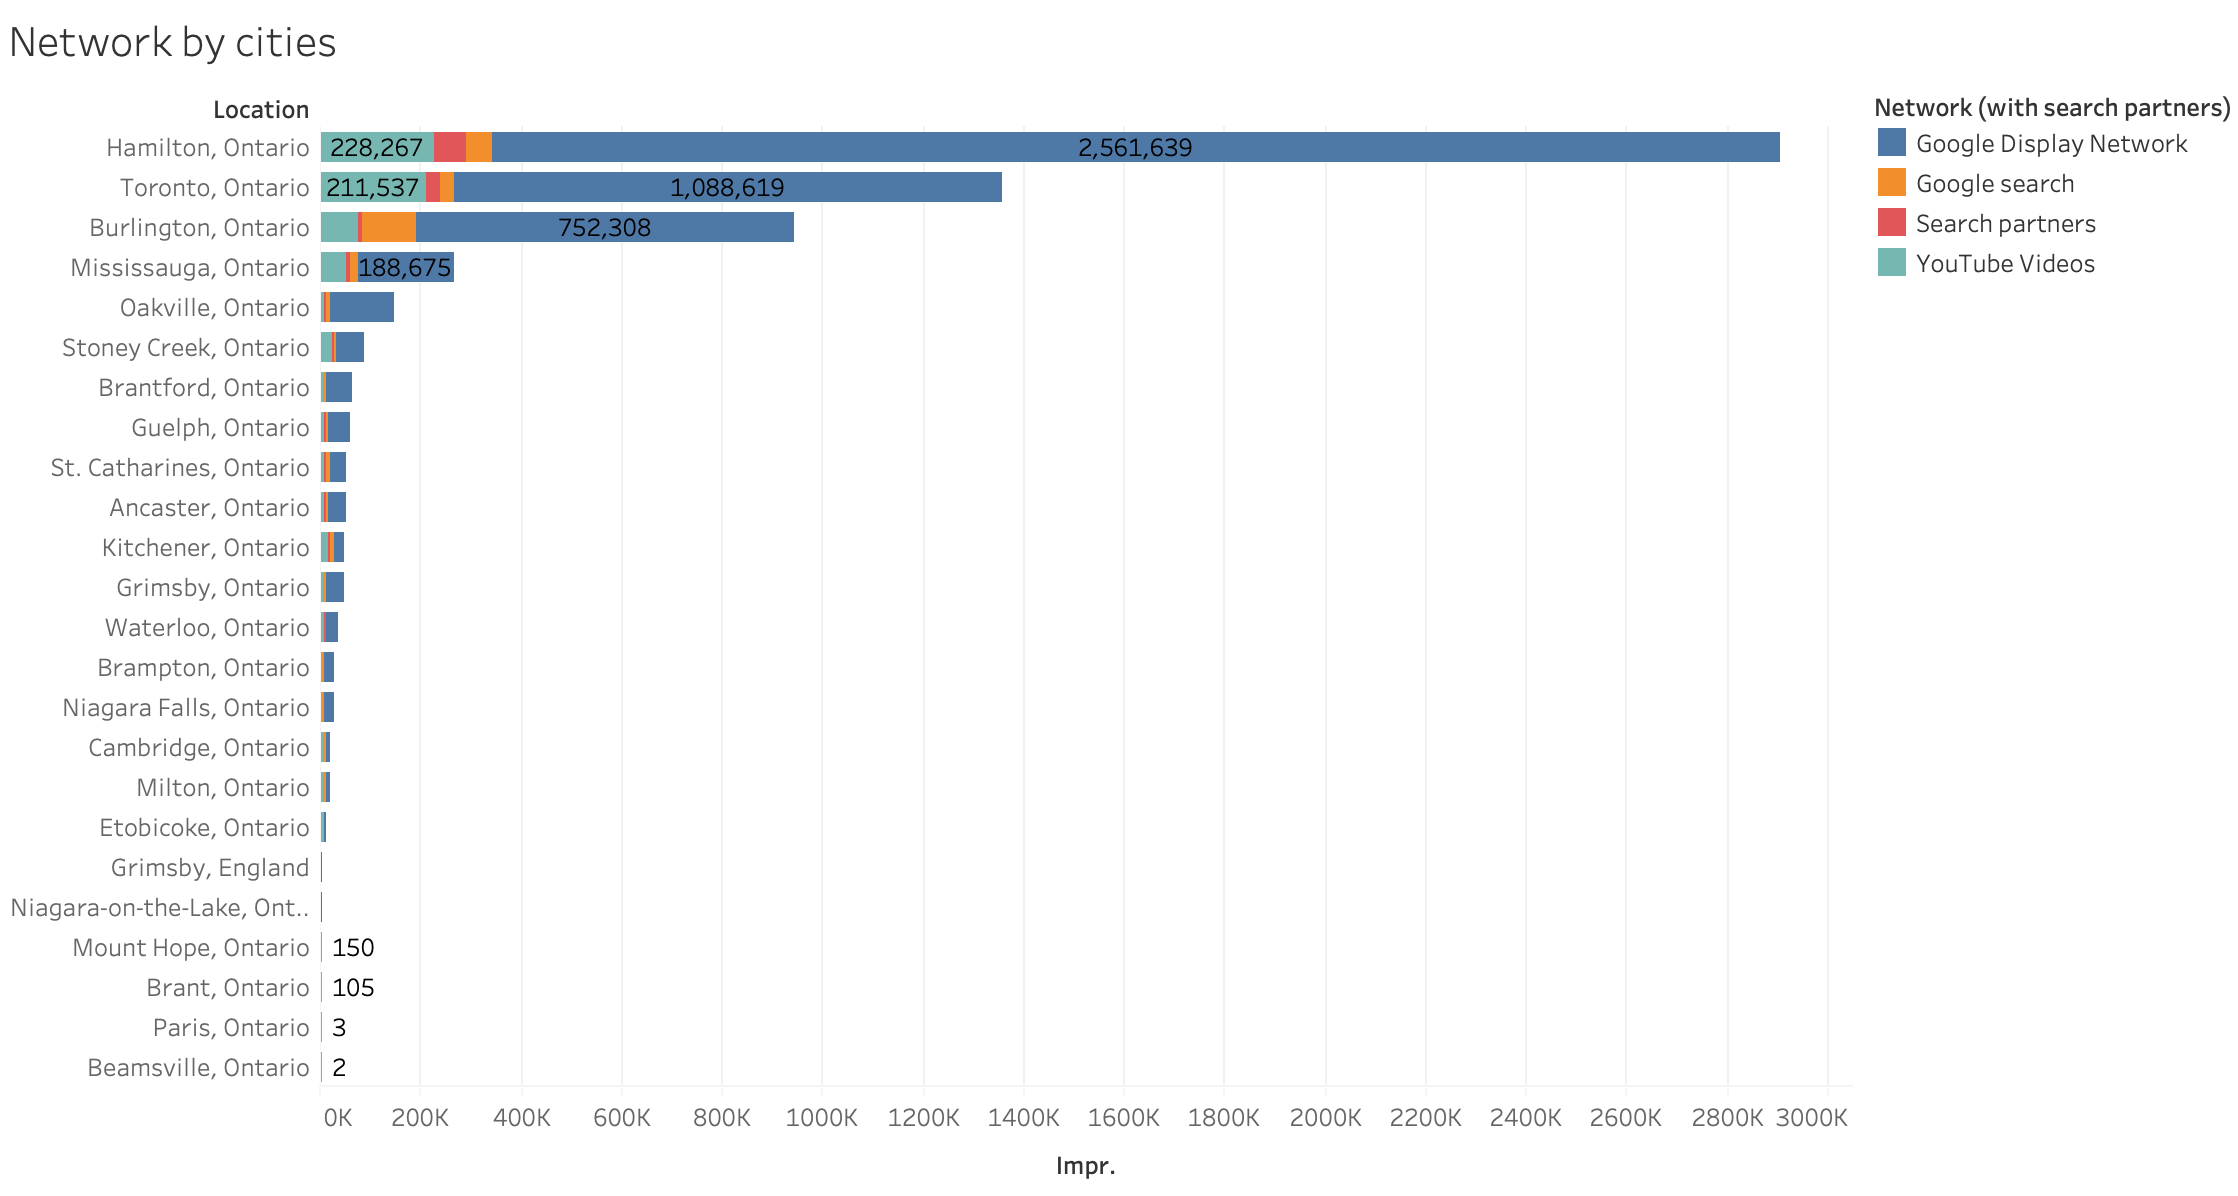 Network by cities
Location
Network (with search partners)
Google Display Network
Google search
Search partners
YouTube Videos
Hamilton, Ontario 228,267 2,561,639
Toronto, Ontario 211,537 1,088,619
Burlington, Ontario 752,308
Mississauga, Ontario 188,675
Oakville, Ontario
Stoney Creek, Ontario
Brantford, Ontario
Guelph, Ontario
St. Catharines, Ontario
Ancaster, Ontario
Kitchener, Ontario
Grimsby, Ontario
Waterloo, Ontario
Brampton, Ontario
Niagara Falls, Ontario
Cambridge, Ontario
Milton, Ontario
Etobicoke, Ontario
Grimsby, England
Niagara-on-the-Lake, Ont..
Mount Hope, Ontario 150
Brant, Ontario 105
Paris, Ontario 3
Beamsville, Ontario 2
0K 200K 400K 600K 800K 1000K 1200K 1400K 1600K 1800K 2000K 2200K 2400K 2600K 2800K 3000K
Impr.